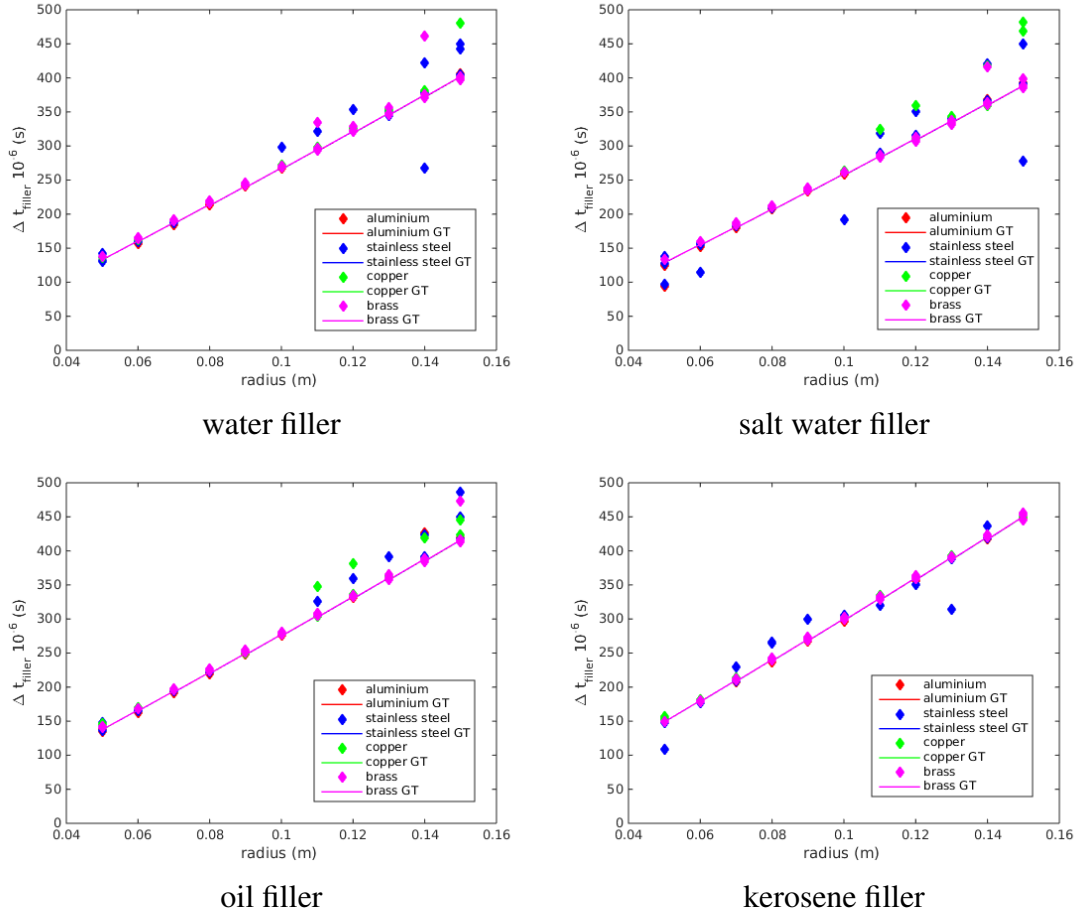 500
450
400
350
300
250
200
150
100
50
0
Δ t_filler 10^-6 (s)
0.04 0.06 0.08 0.1 0.12 0.14 0.16
radius (m)
aluminium
aluminium GT
stainless steel
stainless steel GT
copper
copper GT
brass
brass GT
water filler
500
450
400
350
300
250
200
150
100
50
0
Δ t_filler 10^-6 (s)
0.04 0.06 0.08 0.1 0.12 0.14 0.16
radius (m)
aluminium
aluminium GT
stainless steel
stainless steel GT
copper
copper GT
brass
brass GT
salt water filler
500
450
400
350
300
250
200
150
100
50
0
Δ t_filler 10^-6 (s)
0.04 0.06 0.08 0.1 0.12 0.14 0.16
radius (m)
aluminium
aluminium GT
stainless steel
stainless steel GT
copper
copper GT
brass
brass GT
oil filler
500
450
400
350
300
250
200
150
100
50
0
Δ t_filler 10^-6 (s)
0.04 0.06 0.08 0.1 0.12 0.14 0.16
radius (m)
aluminium
aluminium GT
stainless steel
stainless steel GT
copper
copper GT
brass
brass GT
kerosene filler